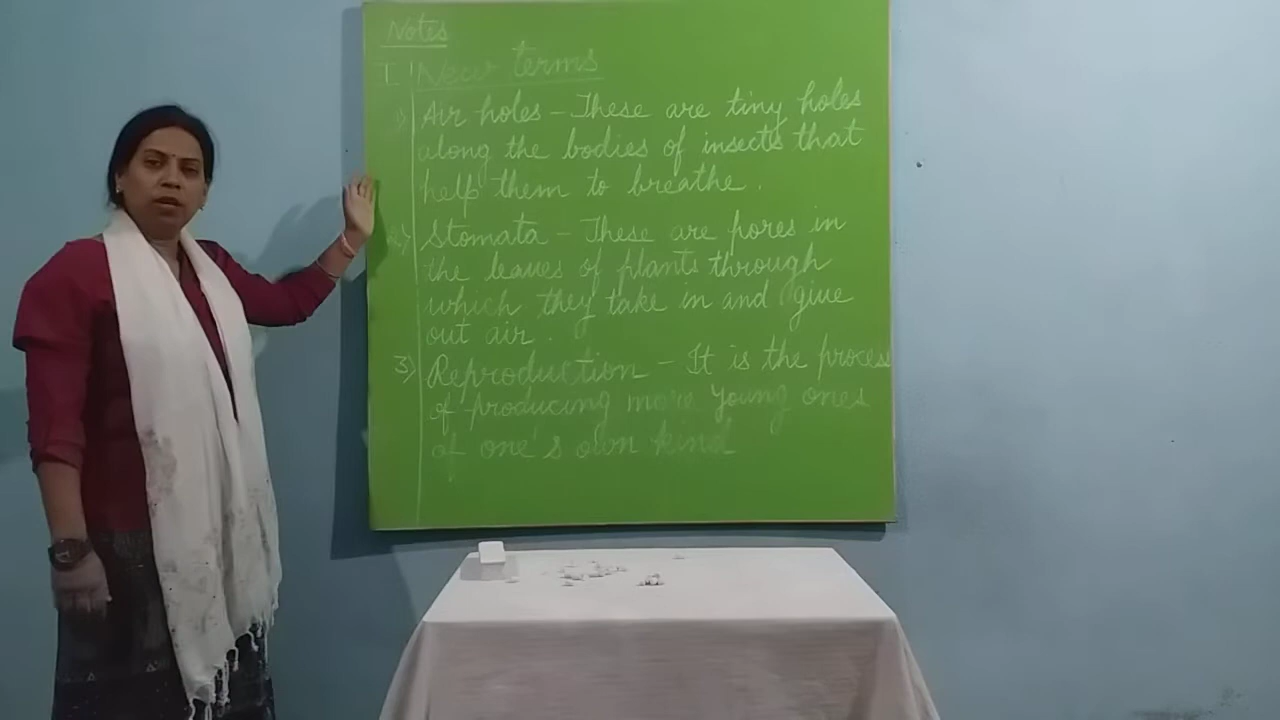 Notes
I. New terms
1) Air holes - These are tiny holes
along the bodies of insects that
help them to breathe.
2) Stomata - These are pores in
the leaves of plants through
which they take in and give
out air.
3) Reproduction - It is the process
of producing more young ones
of one's own kind